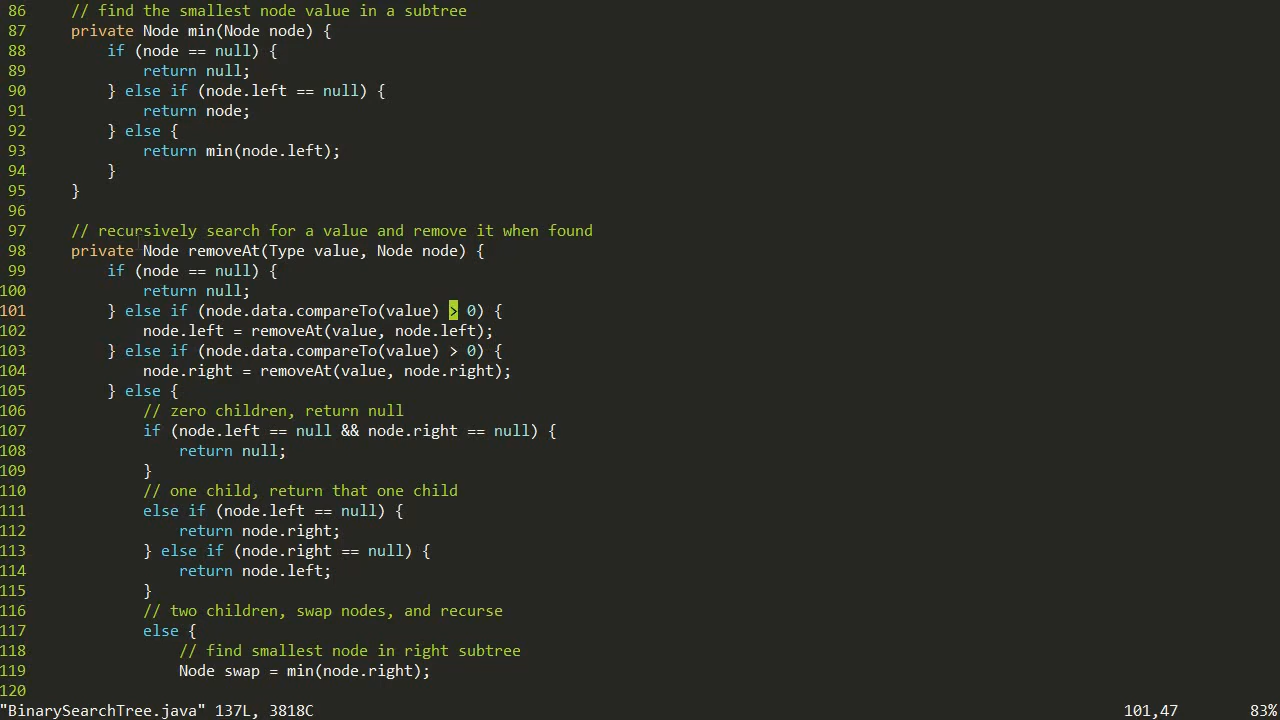 86     // find the smallest node value in a subtree
87     private Node min(Node node) {
88         if (node == null) {
89             return null;
90         } else if (node.left == null) {
91             return node;
92         } else {
93             return min(node.left);
94         }
95     }
96
97     // recursively search for a value and remove it when found
98     private Node removeAt(Type value, Node node) {
99         if (node == null) {
100             return null;
101         } else if (node.data.compareTo(value) > 0) {
102             node.left = removeAt(value, node.left);
103         } else if (node.data.compareTo(value) > 0) {
104             node.right = removeAt(value, node.right);
105         } else {
106             // zero children, return null
107             if (node.left == null && node.right == null) {
108                 return null;
109             }
110             // one child, return that one child
111             else if (node.left == null) {
112                 return node.right;
113             } else if (node.right == null) {
114                 return node.left;
115             }
116             // two children, swap nodes, and recurse
117             else {
118                 // find smallest node in right subtree
119                 Node swap = min(node.right);
120
"BinarySearchTree.java" 137L, 3818C 101,47 83%